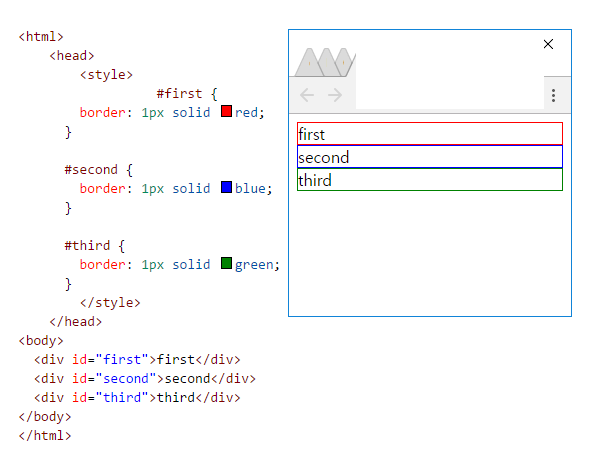 <html>
<head>
<style>
#first {
border: 1px solid red;
}
#second {
border: 1px solid blue;
}
#third {
border: 1px solid green;
}
</style>
</head>
<body>
<div id="first">first</div>
<div id="second">second</div>
<div id="third">third</div>
</body>
</html>
first
second
third